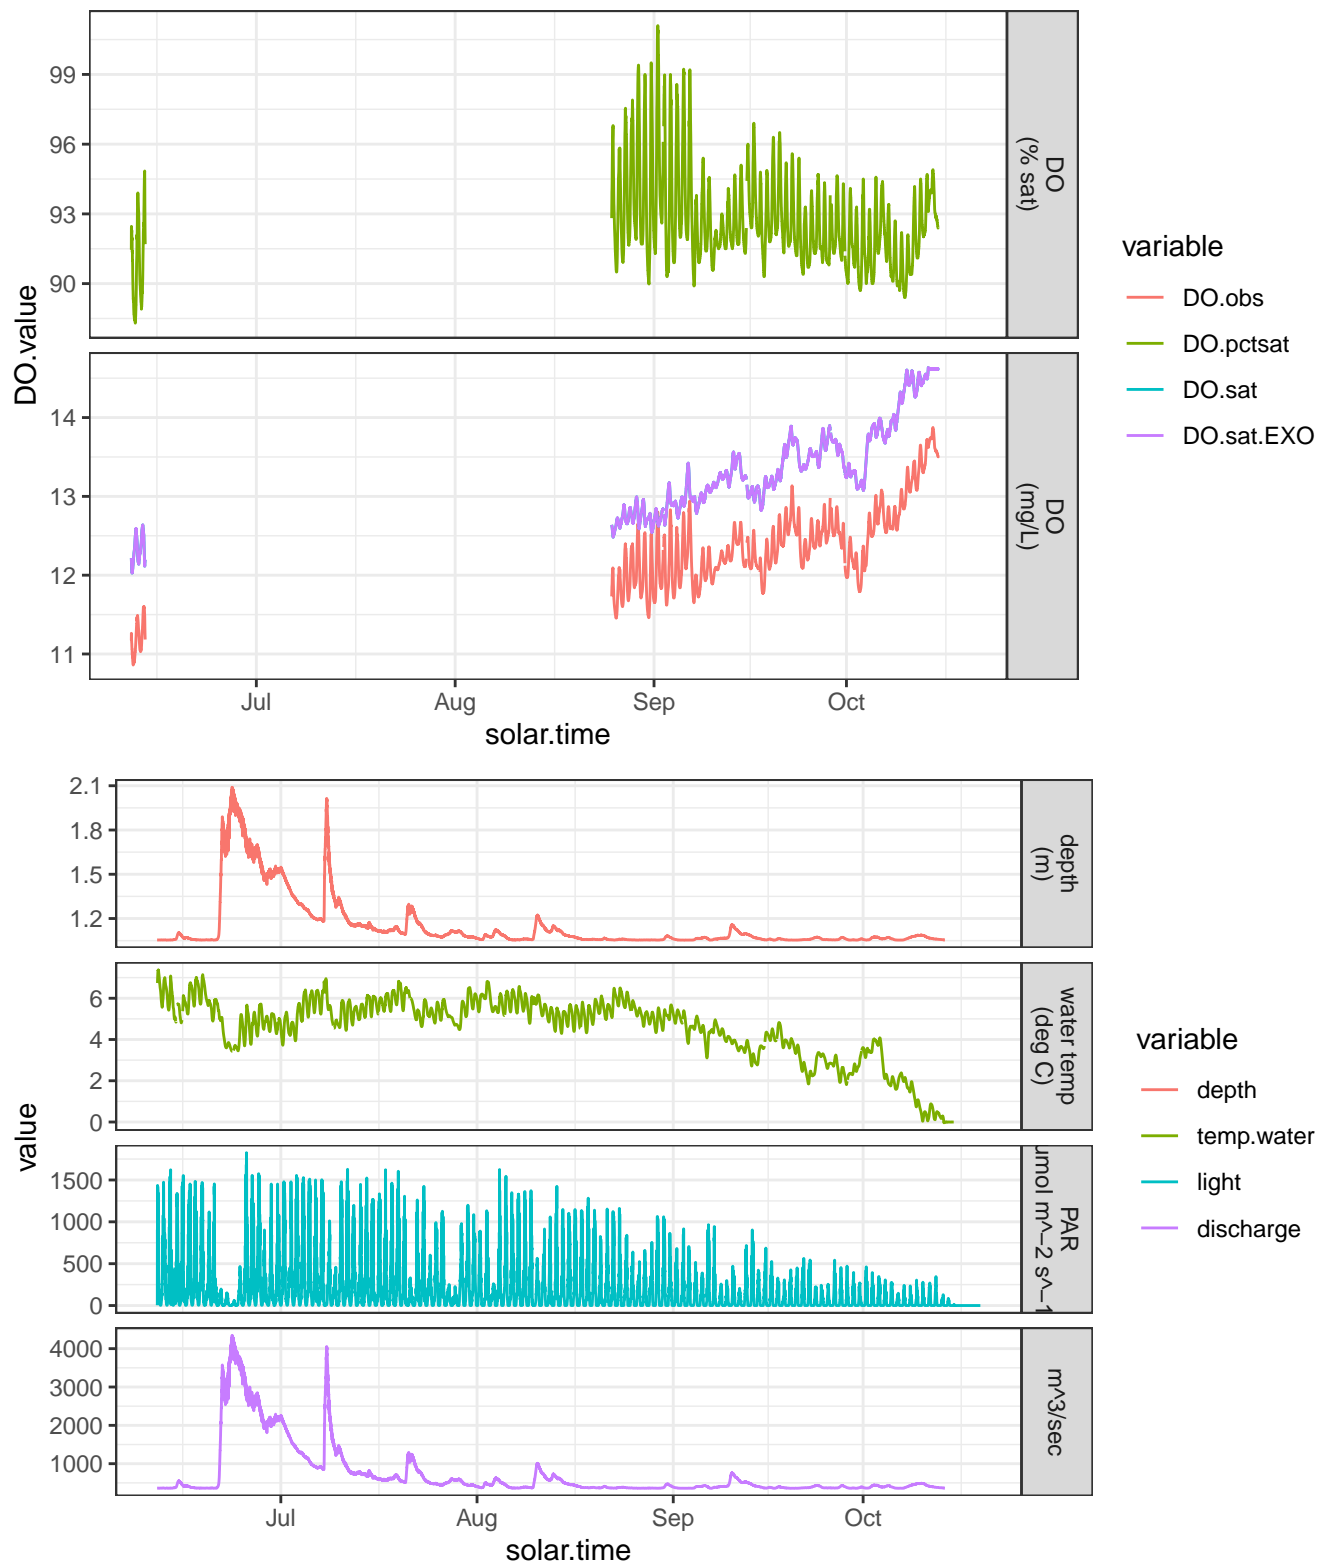 99
96
93
90
DO
(% sat)
DO.value
14
13
12
11
DO
(mg/L)
Jul
Aug
Sep
Oct
solar.time
variable
DO.obs
DO.pctsat
DO.sat
DO.sat.EXO
2.1
1.8
1.5
1.2
depth
(m)
6
4
2
0
water temp
(deg C)
value
1500
1000
500
0
PAR
umol m^-2 s^-1
4000
3000
2000
1000
m^3/sec
Jul
Aug
Sep
Oct
solar.time
variable
depth
temp.water
light
discharge